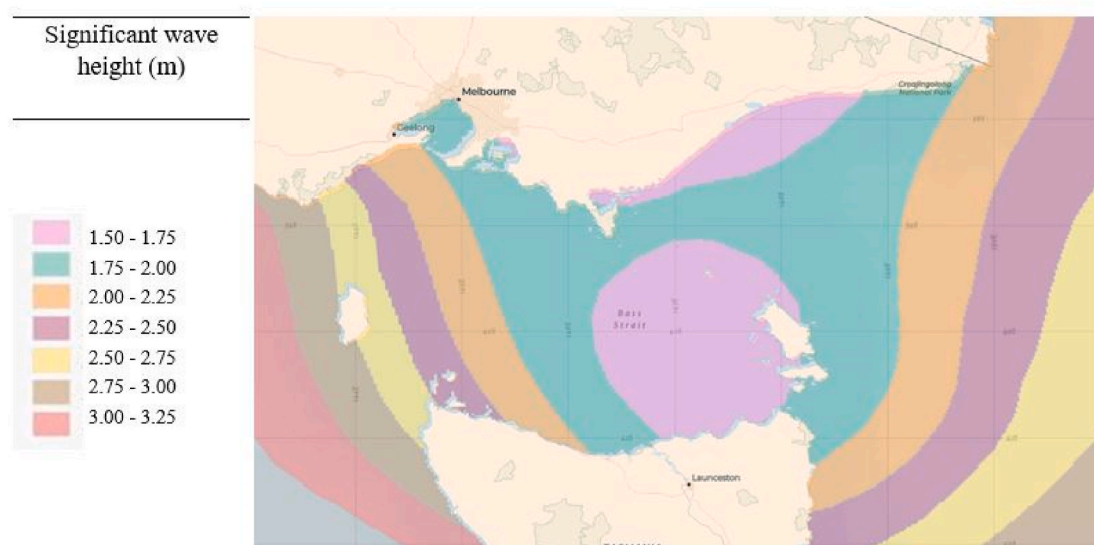 Significant wave
height (m)
1.50 - 1.75
1.75 - 2.00
2.00 - 2.25
2.25 - 2.50
2.50 - 2.75
2.75 - 3.00
3.00 - 3.25
Melbourne
Geelong
Croajingolong
National Park
Bass
Strait
Launceston